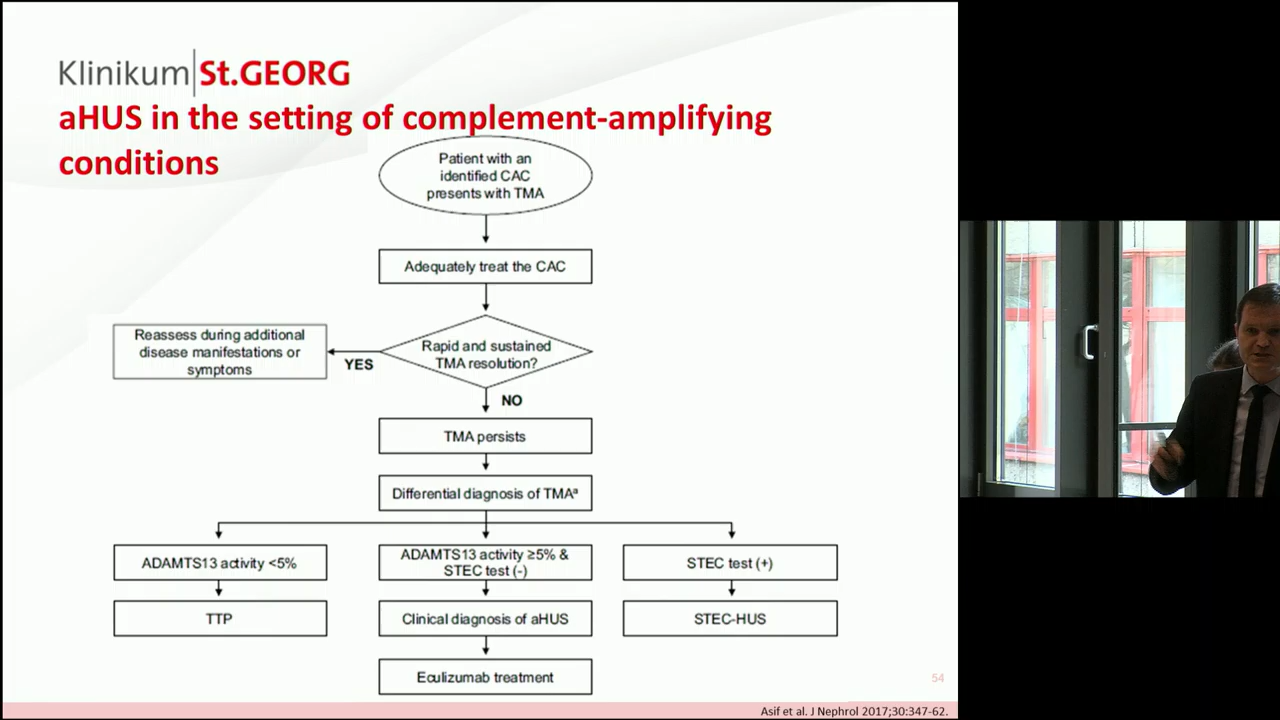 Klinikum St.GEORG
aHUS in the setting of complement-amplifying
conditions
Patient with an
identified CAC
presents with TMA
Adequately treat the CAC
Rapid and sustained
TMA resolution?
YES
Reassess during additional
disease manifestations or
symptoms
NO
TMA persists
Differential diagnosis of TMAᵃ
ADAMTS13 activity <5%
ADAMTS13 activity ≥5% &
STEC test (-)
STEC test (+)
TTP
Clinical diagnosis of aHUS
STEC-HUS
Eculizumab treatment
54
Asif et al. J Nephrol 2017;30:347-62.